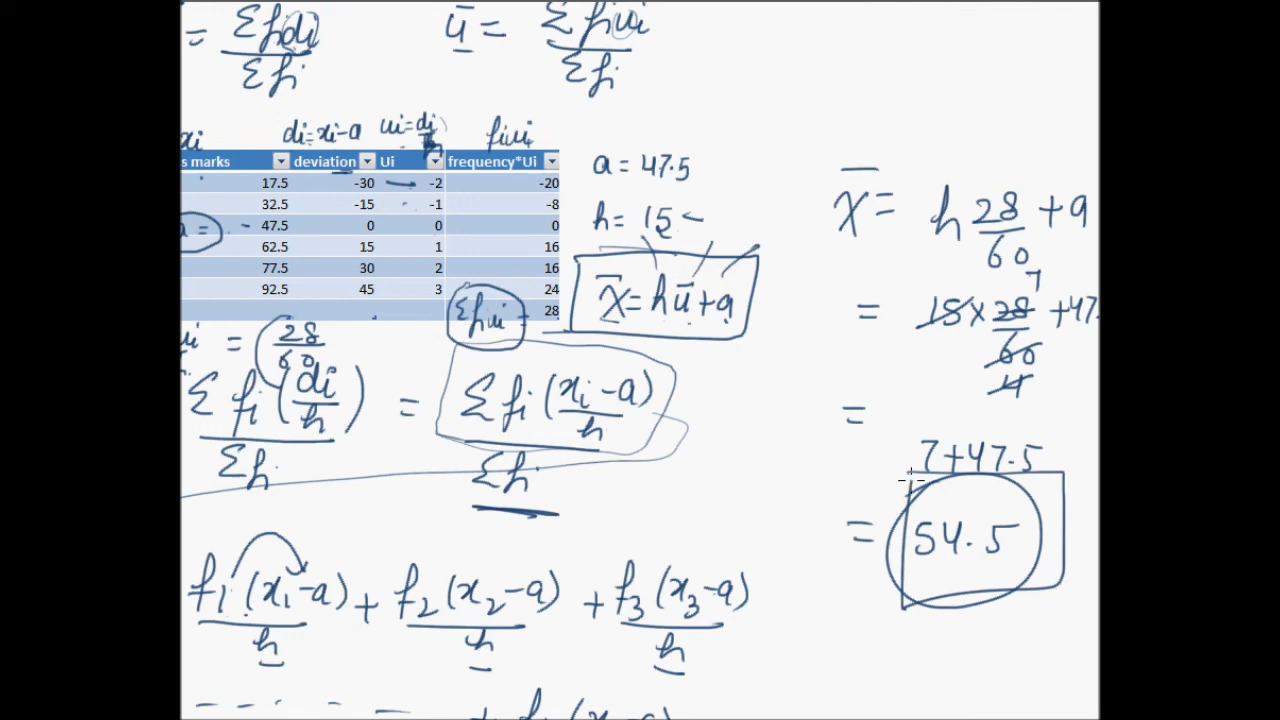 = Σfidi / Σfi    ū = Σfiui / Σfi
xi    di=xi-a    ui=di/h    fiui
s marks deviation Ui frequency*Ui
17.5 -30 -2 -20
32.5 -15 -1 -8
a = 47.5 0 0 0
62.5 15 1 16
77.5 30 2 16
92.5 45 3 24
Σfiui = 28
ui = 28/60
Σfi(di/h) / Σfi = Σfi(xi-a)/h / Σfi
f1(x1-a)/h + f2(x2-a)/h + f3(x3-a)/h
a = 47.5
h = 15
x̄ = hū+a
x̄ = h 28/60 + a
= 15 x 28/60 + 47.
7
4
=
7+47.5
= 54.5